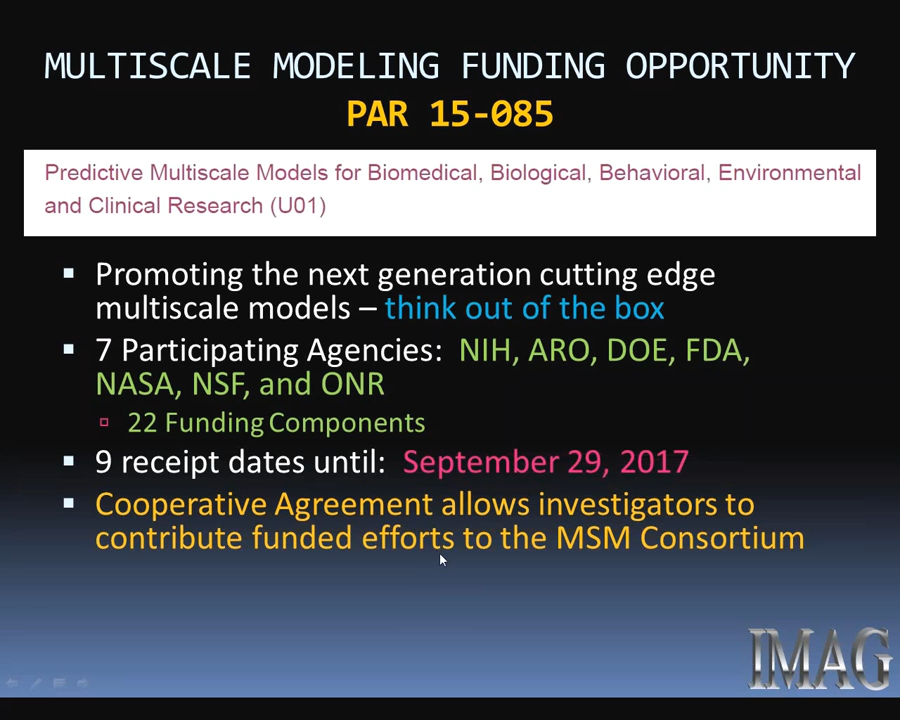 MULTISCALE MODELING FUNDING OPPORTUNITY
PAR 15-085
Predictive Multiscale Models for Biomedical, Biological, Behavioral, Environmental
and Clinical Research (U01)
Promoting the next generation cutting edge
multiscale models – think out of the box
7 Participating Agencies: NIH, ARO, DOE, FDA,
NASA, NSF, and ONR
22 Funding Components
9 receipt dates until: September 29, 2017
Cooperative Agreement allows investigators to
contribute funded efforts to the MSM Consortium
IMAG